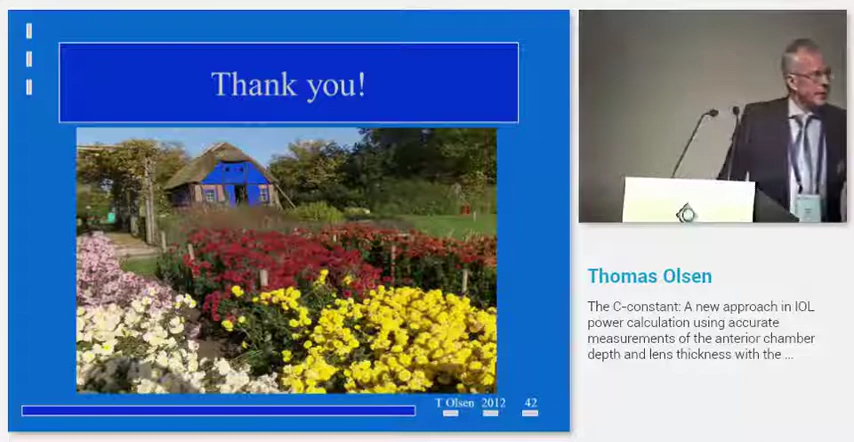 Thank you!
T Olsen 2012 42
Thomas Olsen
The C-constant: A new approach in IOL
power calculation using accurate
measurements of the anterior chamber
depth and lens thickness with the ...